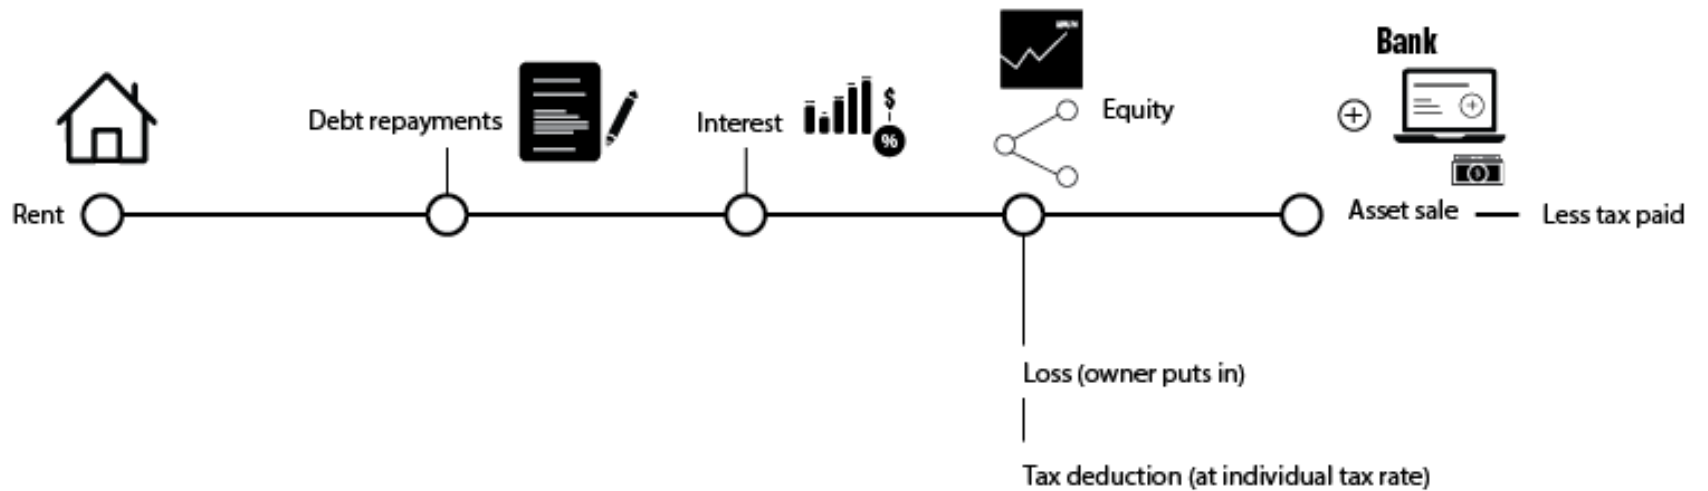 Bank
Equity
Debt repayments
Interest
$
%
$
Rent
Asset sale
Less tax paid
Loss (owner puts in)
Tax deduction (at individual tax rate)